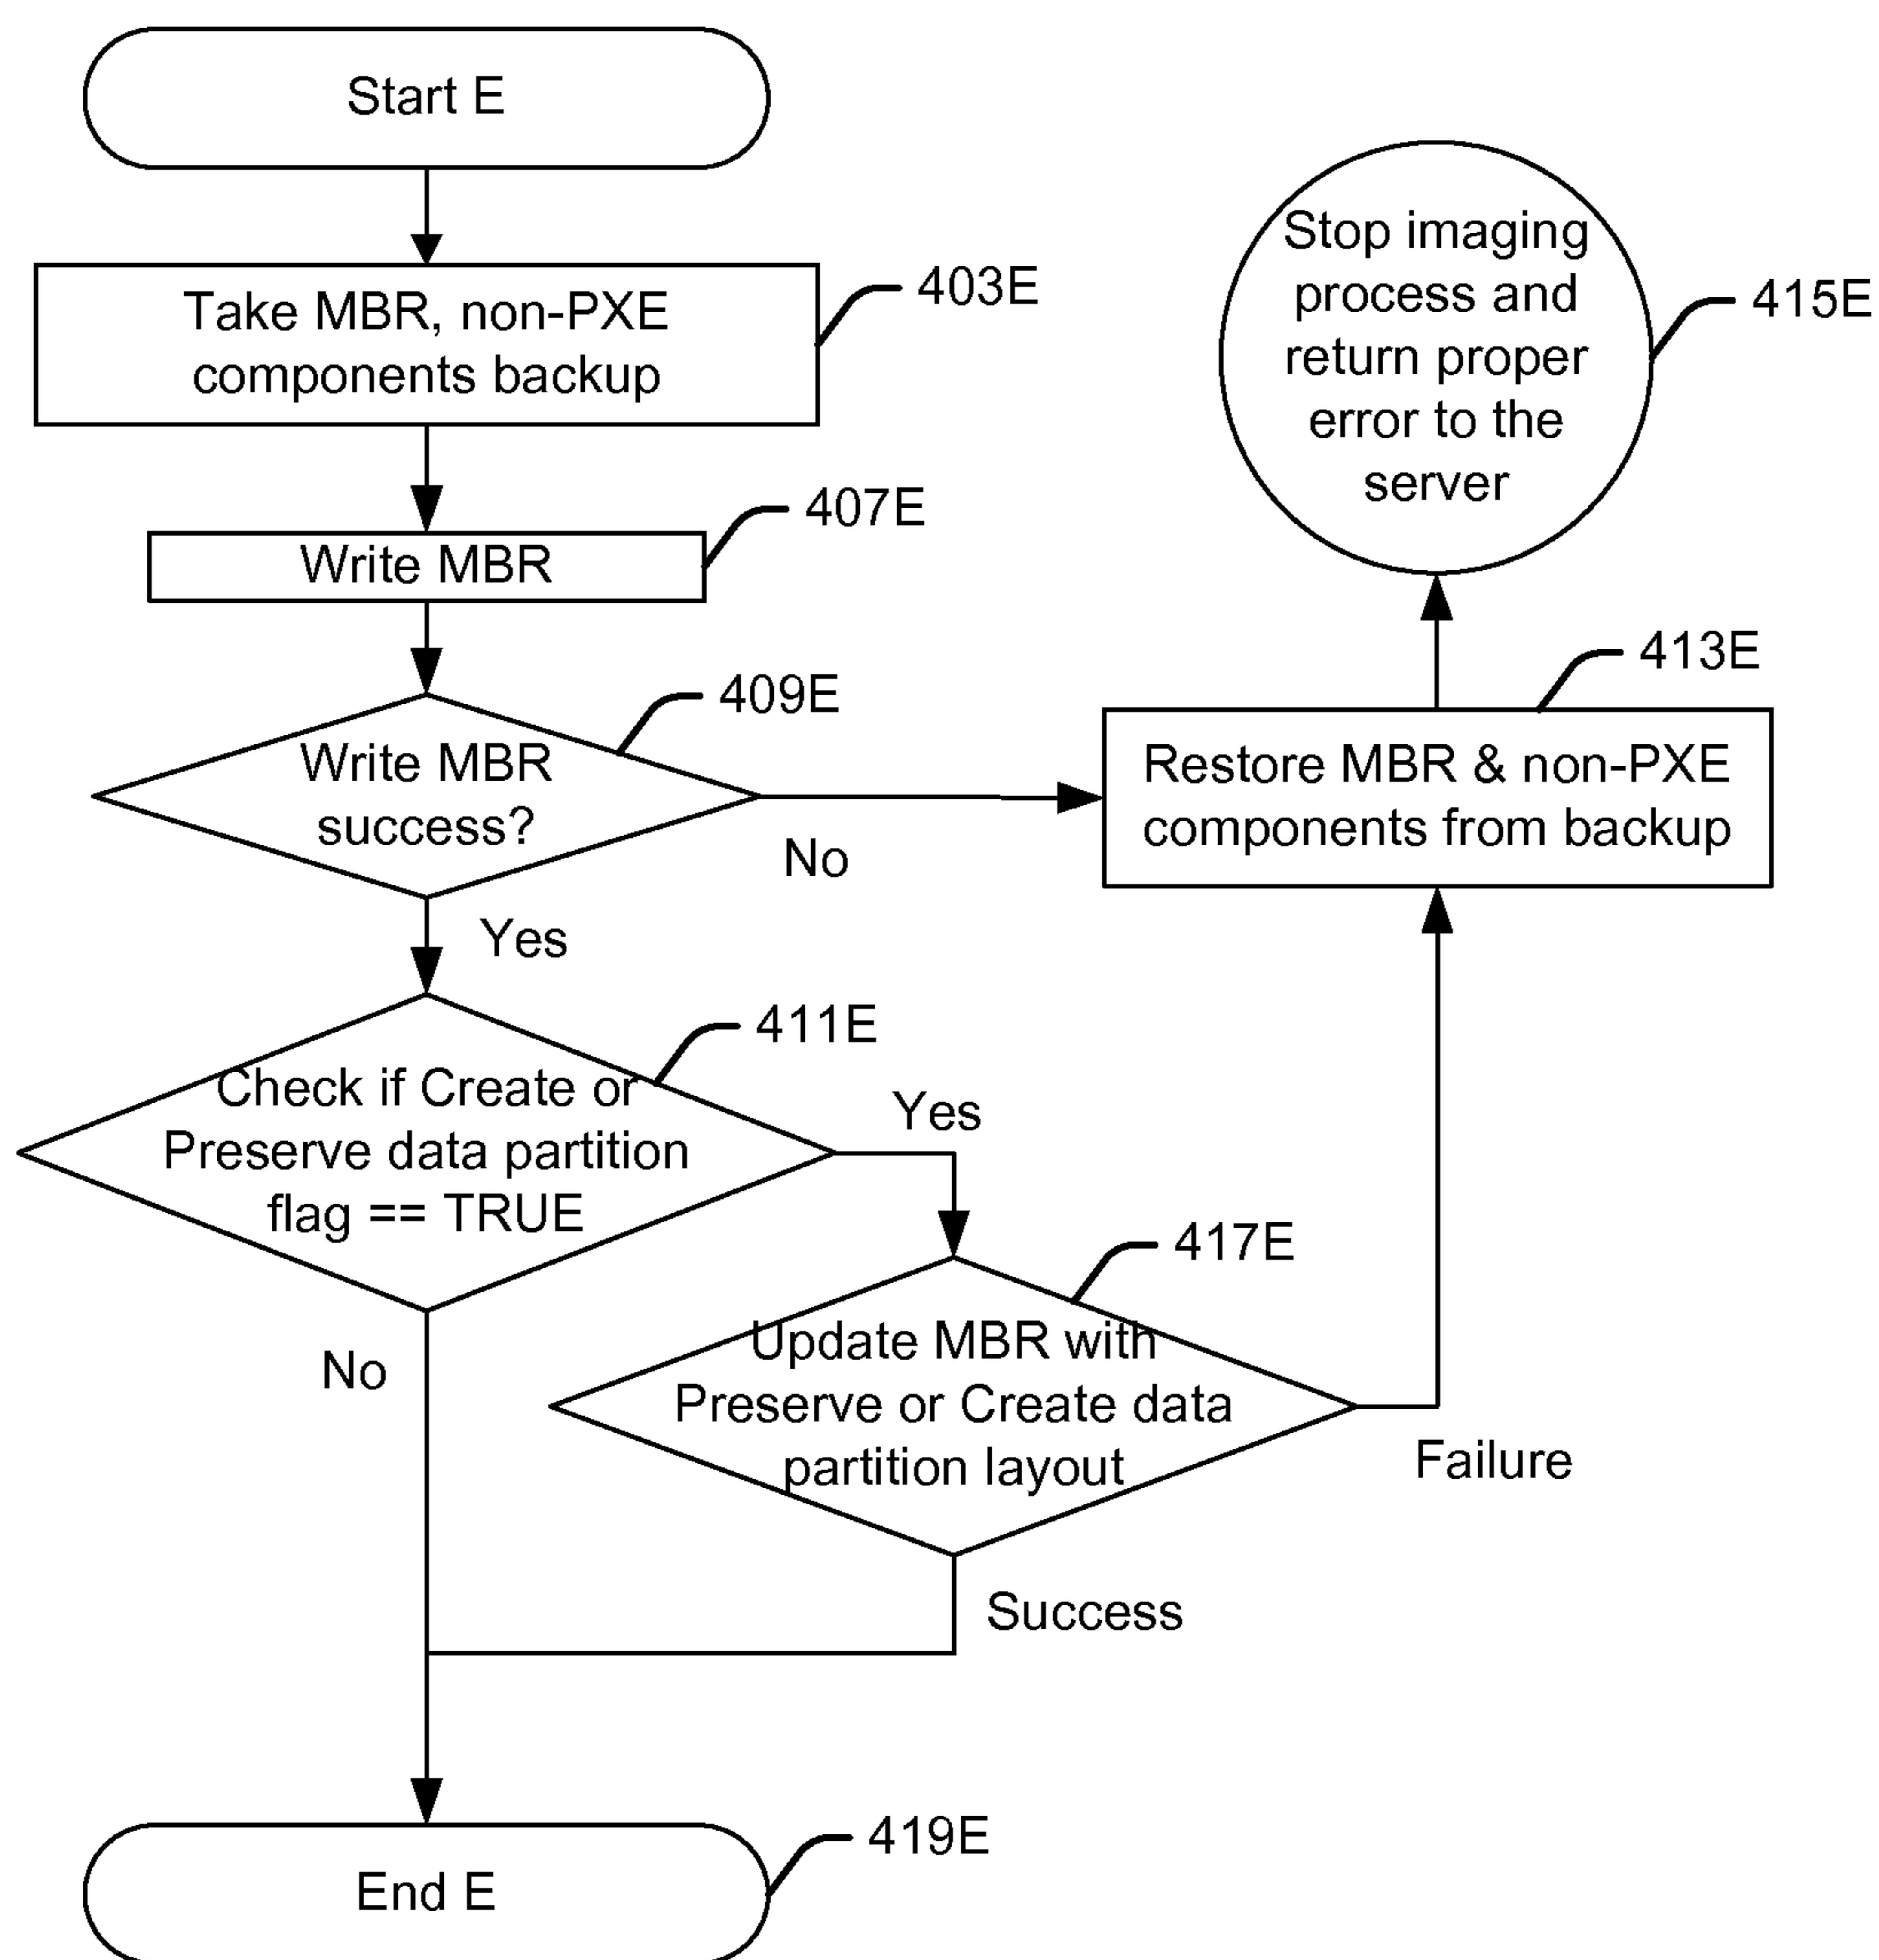 Start E
Take MBR, non-PXE
components backup
403E
Write MBR
407E
Write MBR
success?
409E
No
Yes
Stop imaging
process and
return proper
error to the
server
415E
Restore MBR & non-PXE
components from backup
413E
Check if Create or
Preserve data partition
flag == TRUE
411E
Yes
No
Update MBR with
Preserve or Create data
partition layout
417E
Failure
Success
End E
419E